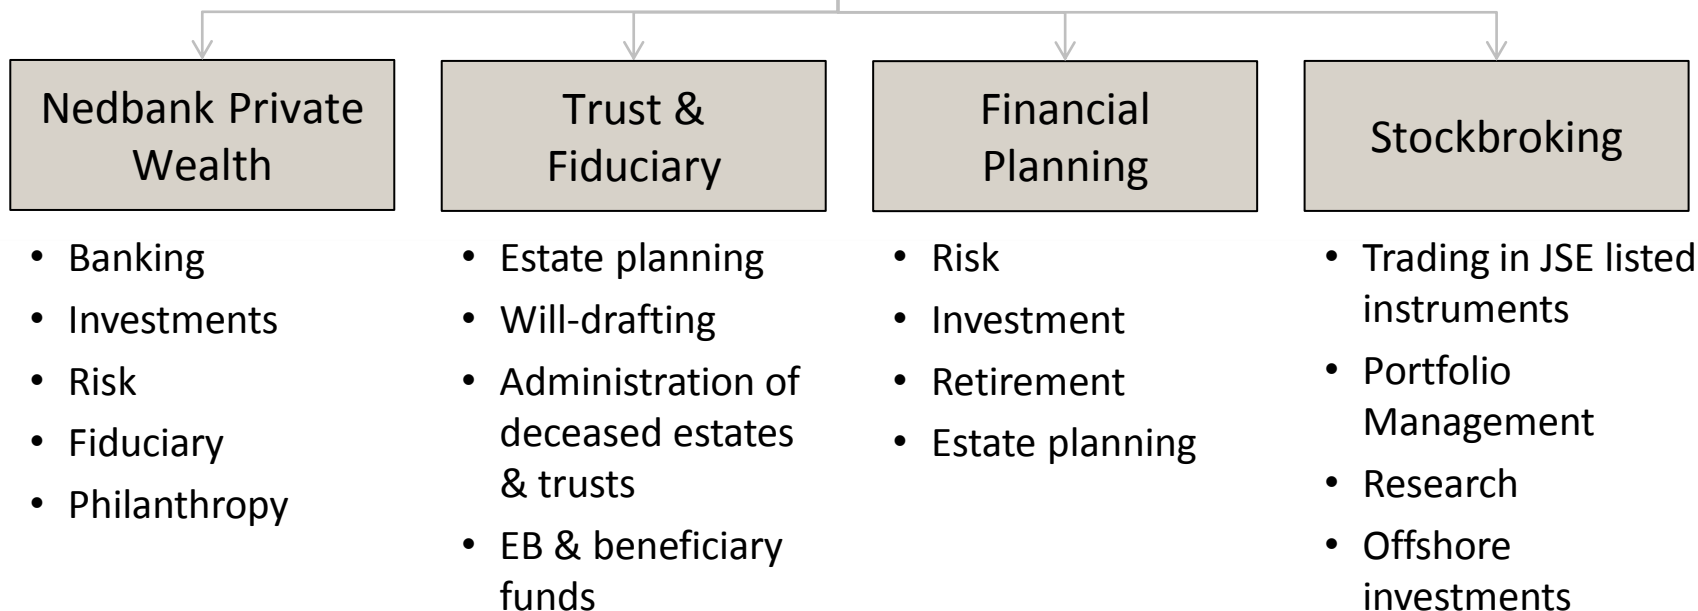 Nedbank Private
Wealth
• Banking
• Investments
• Risk
• Fiduciary
• Philanthropy
Trust &
Fiduciary
• Estate planning
• Will-drafting
• Administration of
deceased estates
& trusts
• EB & beneficiary
funds
Financial
Planning
• Risk
• Investment
• Retirement
• Estate planning
Stockbroking
• Trading in JSE listed
instruments
• Portfolio
Management
• Research
• Offshore
investments